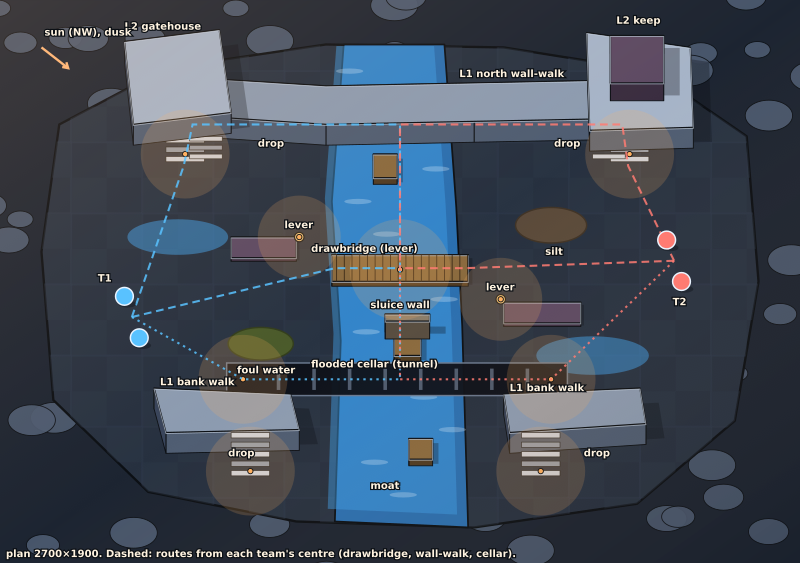 L2 gatehouse
sun (NW), dusk
L2 keep
L1 north wall-walk
drop
drop
lever
drawbridge (lever)
silt
T1
lever
T2
sluice wall
flooded cellar (tunnel)
foul water
L1 bank walk
L1 bank walk
drop
drop
moat
plan 2700×1900. Dashed: routes from each team's centre (drawbridge, wall-walk, cellar).